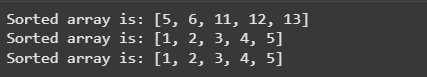 Sorted array is: [5, 6, 11, 12, 13]
Sorted array is: [1, 2, 3, 4, 5]
Sorted array is: [1, 2, 3, 4, 5]